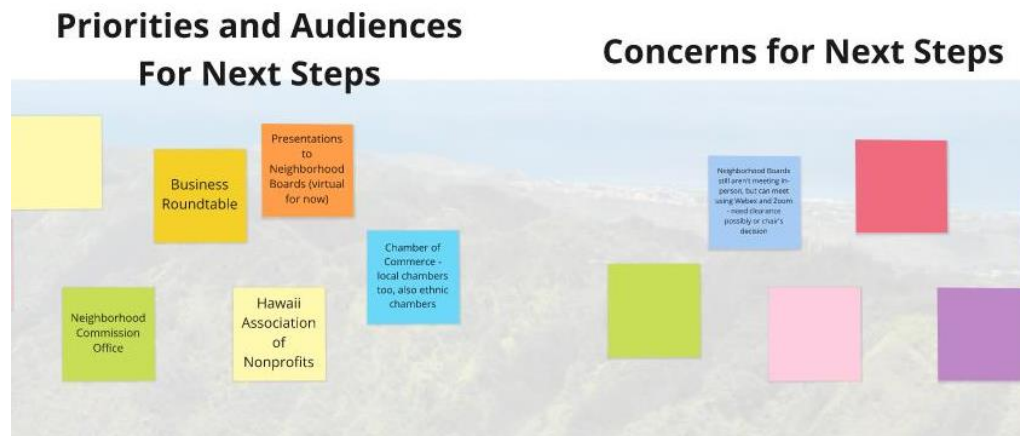 Priorities and Audiences
For Next Steps
Concerns for Next Steps
Business
Roundtable
Presentations
to
Neighborhood
Boards (virtual
for now)
Chamber of
Commerce -
local chambers
too, also ethnic
chambers
Neighborhood
Commission
Office
Hawaii
Association
of
Nonprofits
Neighborhood Boards
still aren't meeting in-
person, but can meet
using Webex and Zoom
- need clearance
possibly or chair's
decision